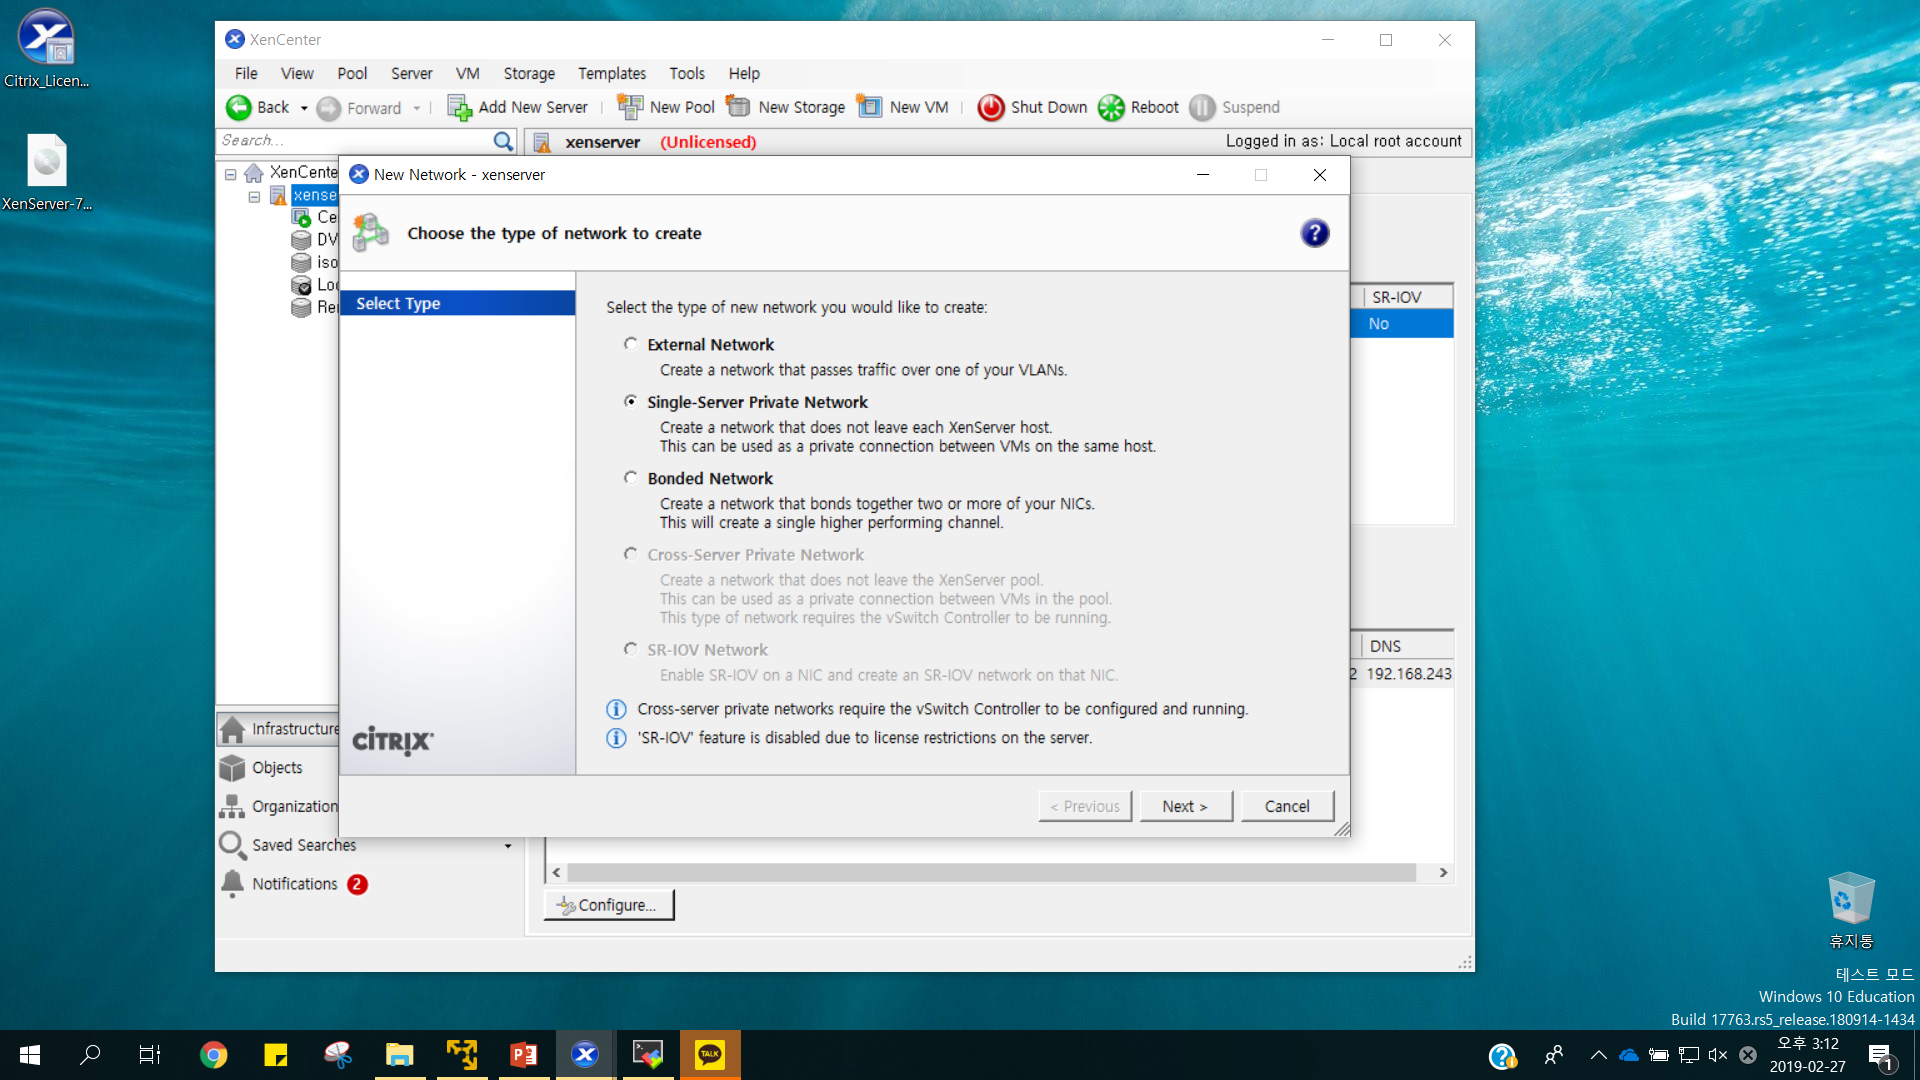 Citrix_Licen...
XenServer-7...
XenCenter
File View Pool Server VM Storage Templates Tools Help
Back Forward Add New Server New Pool New Storage New VM Shut Down Reboot Suspend
Search...
xenserver (Unlicensed)
Logged in as: Local root account
XenCente
xense
Ce
DV
iso
Loc
Rei
New Network - xenserver
Choose the type of network to create
?
Select Type
Select the type of new network you would like to create:
External Network
Create a network that passes traffic over one of your VLANs.
Single-Server Private Network
Create a network that does not leave each XenServer host.
This can be used as a private connection between VMs on the same host.
Bonded Network
Create a network that bonds together two or more of your NICs.
This will create a single higher performing channel.
Cross-Server Private Network
Create a network that does not leave the XenServer pool.
This can be used as a private connection between VMs in the pool.
This type of network requires the vSwitch Controller to be running.
SR-IOV Network
Enable SR-IOV on a NIC and create an SR-IOV network on that NIC.
Cross-server private networks require the vSwitch Controller to be configured and running.
'SR-IOV' feature is disabled due to license restrictions on the server.
CİTRIX
< Previous Next > Cancel
SR-IOV
No
DNS
2 192.168.243
Infrastructure
Objects
Organization
Saved Searches
Notifications 2
Configure...
휴지통
테스트 모드
Windows 10 Education
Build 17763.rs5_release.180914-1434
TALK
오후 3:12
2019-02-27
1